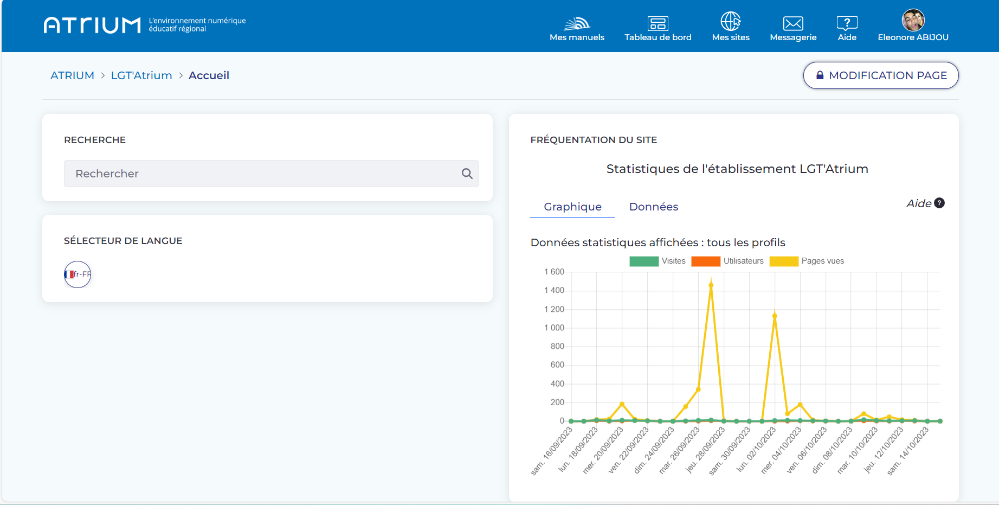 ATRIUM
L'environnement numérique
éducatif régional
Mes manuels
Tableau de bord
Mes sites
Messagerie
Aide
Eleonore ABIJOU
ATRIUM > LGT'Atrium > Accueil
MODIFICATION PAGE
RECHERCHE
Rechercher
SÉLECTEUR DE LANGUE
fr-FR
FRÉQUENTATION DU SITE
Statistiques de l'établissement LGT'Atrium
Graphique
Données
Aide ?
Données statistiques affichées : tous les profils
Visites
Utilisateurs
Pages vues
1 600
1 400
1 200
1 000
800
600
400
200
0
sam. 16/09/2023
lun. 18/09/2023
mer. 20/09/2023
ven. 22/09/2023
dim. 24/09/2023
mar. 26/09/2023
jeu. 28/09/2023
sam. 30/09/2023
lun. 02/10/2023
mer. 04/10/2023
ven. 06/10/2023
dim. 08/10/2023
mar. 10/10/2023
jeu. 12/10/2023
sam. 14/10/2023